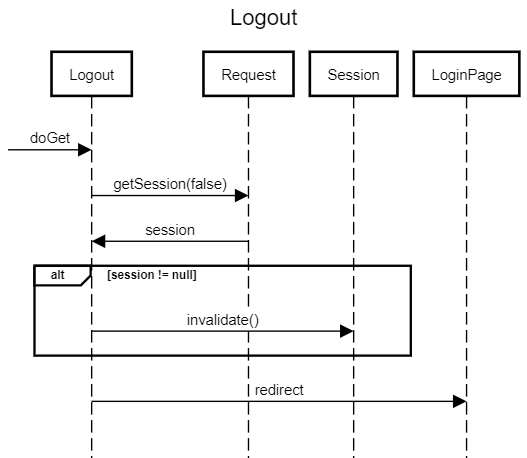 Logout
Logout Request Session LoginPage
doGet
getSession(false)
session
alt [session != null]
invalidate()
redirect